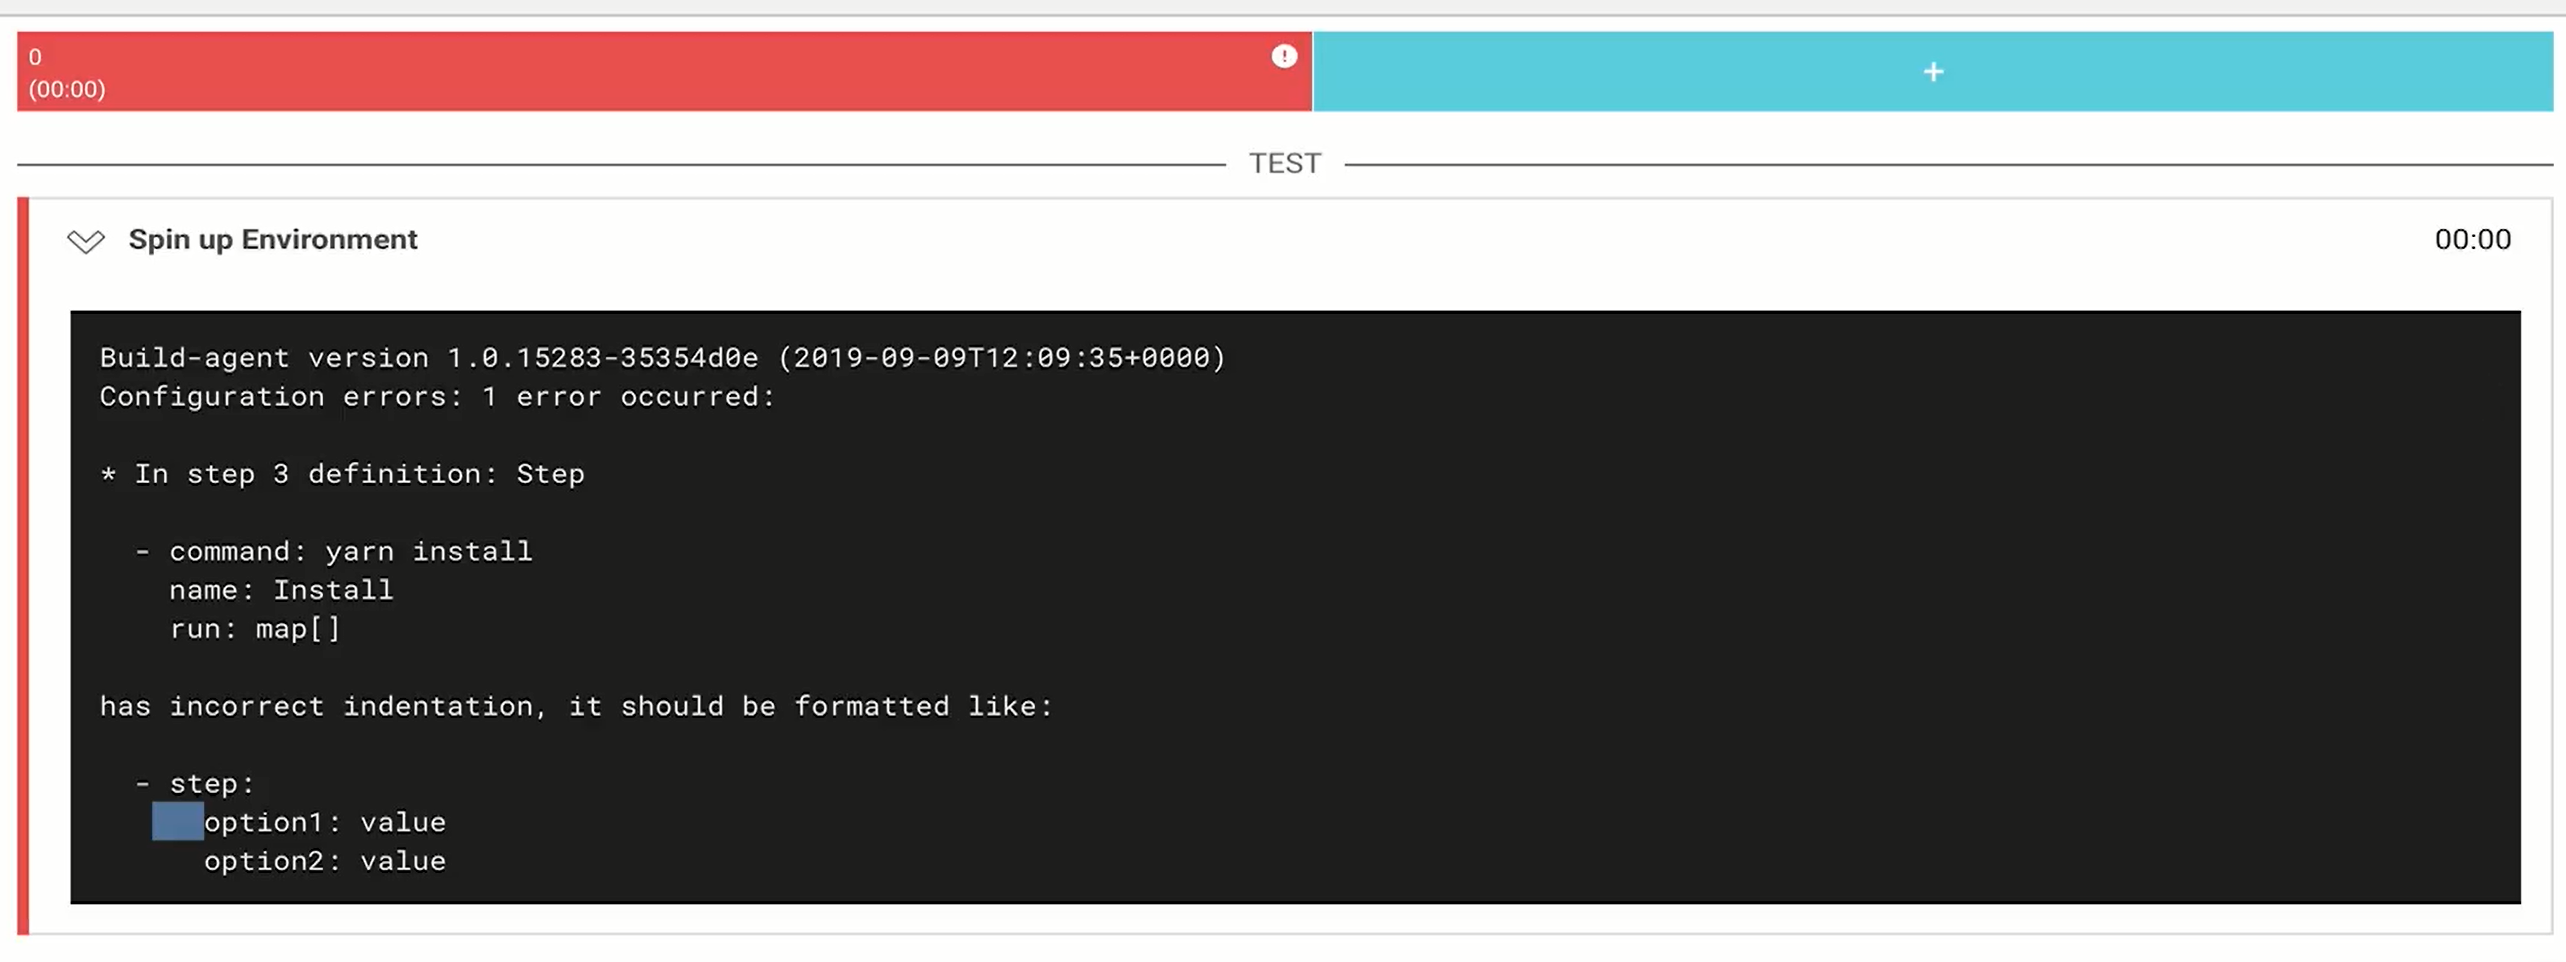 0
(00:00)
!
+
TEST
Spin up Environment
00:00
Build-agent version 1.0.15283-35354d0e (2019-09-09T12:09:35+0000)
Configuration errors: 1 error occurred:
* In step 3 definition: Step
- command: yarn install
name: Install
run: map[]
has incorrect indentation, it should be formatted like:
- step:
option1: value
option2: value